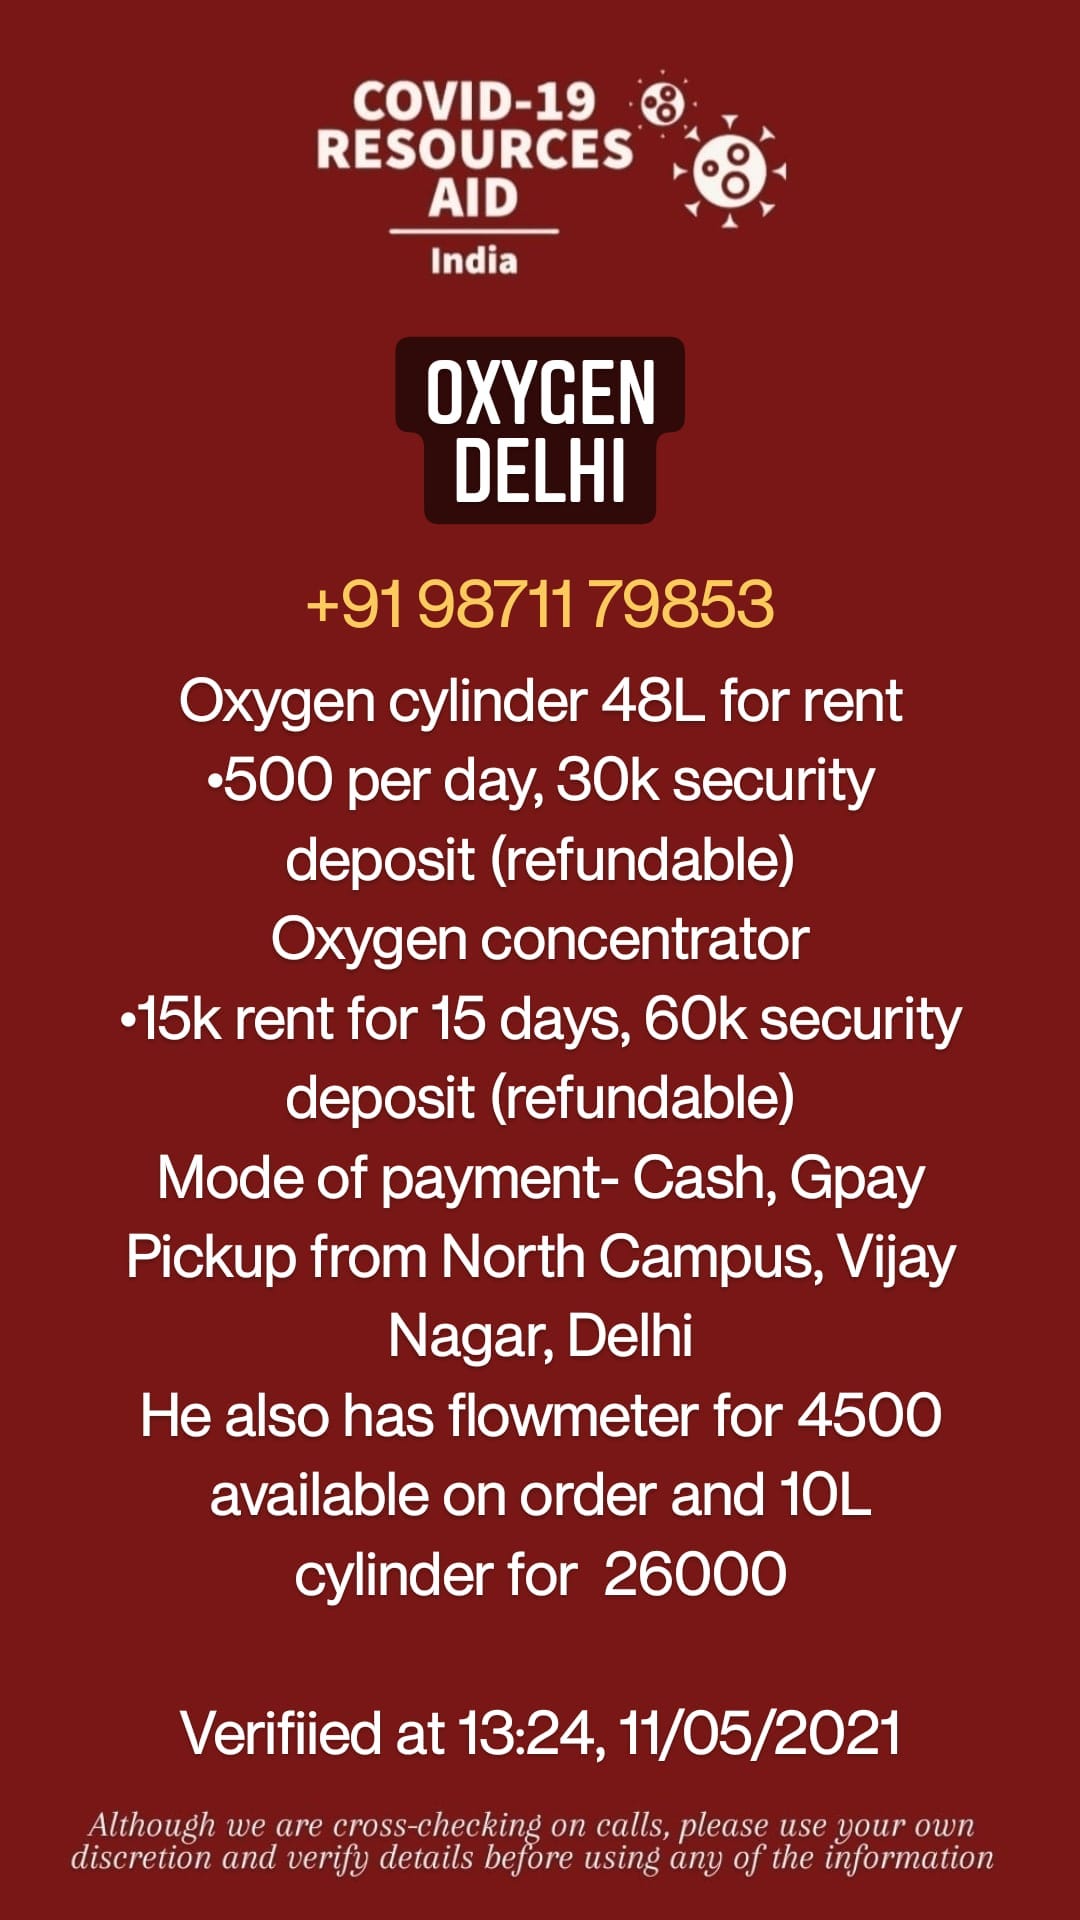 COVID-19
RESOURCES
AID
India
OXYGEN
DELHI
+91 98711 79853
Oxygen cylinder 48L for rent
•500 per day, 30k security
deposit (refundable)
Oxygen concentrator
•15k rent for 15 days, 60k security
deposit (refundable)
Mode of payment- Cash, Gpay
Pickup from North Campus, Vijay
Nagar, Delhi
He also has flowmeter for 4500
available on order and 10L
cylinder for  26000
Verifiied at 13:24, 11/05/2021
Although we are cross-checking on calls, please use your own
discretion and verify details before using any of the information